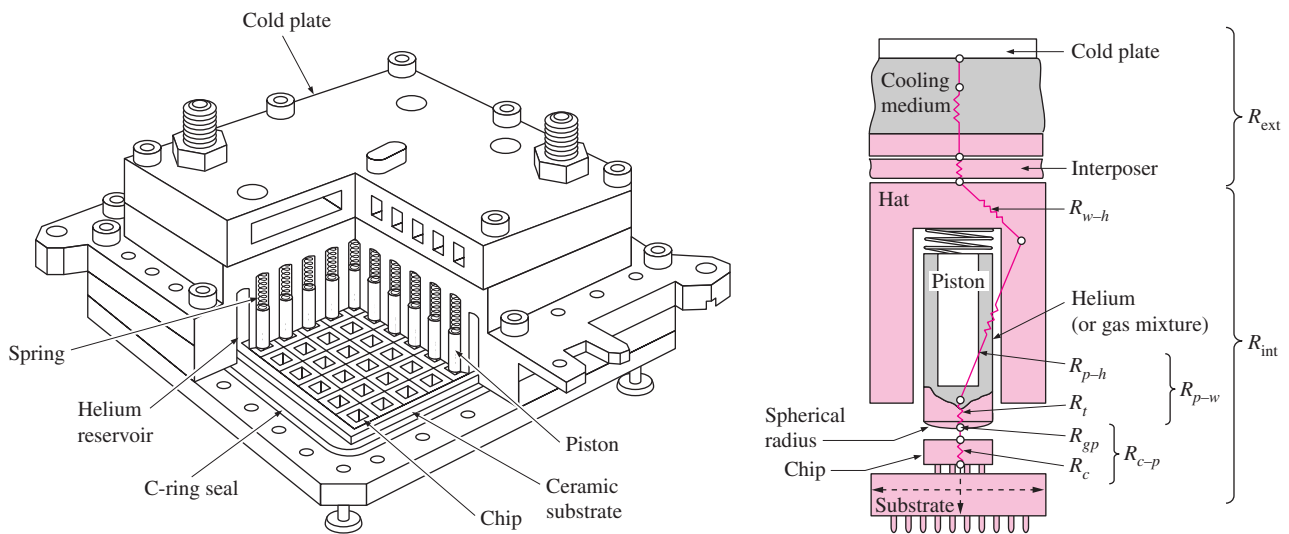 Cold plate
Spring
Helium
reservoir
C-ring seal
Chip
Ceramic
substrate
Piston
Cold plate
Cooling
medium
Interposer
R_ext
Hat
R_w–h
Piston
Helium
(or gas mixture)
R_int
R_p–h
R_p–w
R_t
Spherical
radius
R_gp
Chip
R_c
R_c–p
Substrate